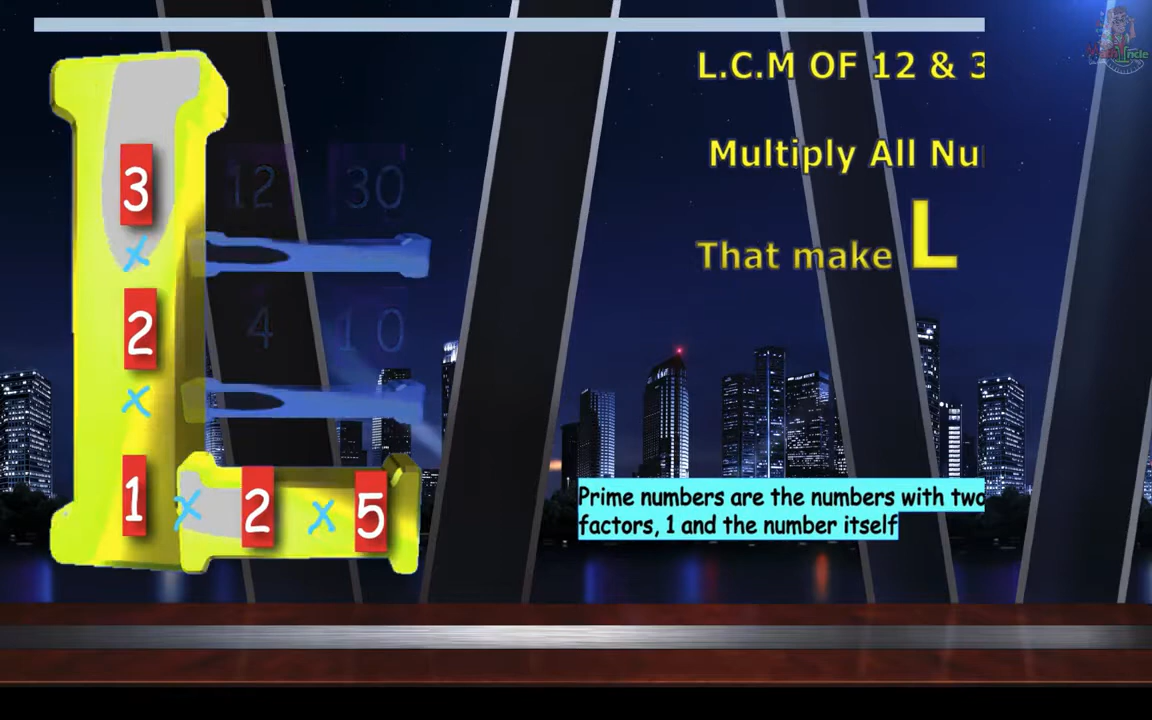 L.C.M OF 12 & 3
Multiply All Nu
That make L
3
x
2
x
1 x 2 x 5
12 30
4 10
Prime numbers are the numbers with two
factors, 1 and the number itself